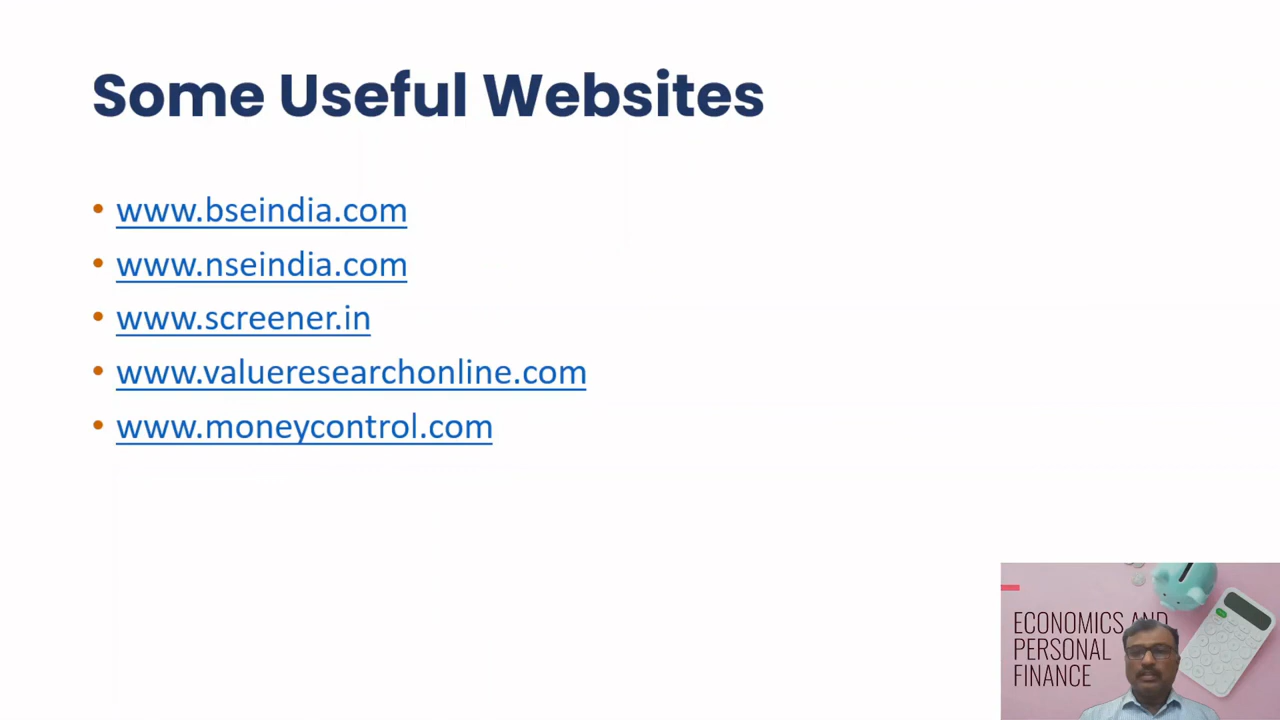 Some Useful Websites
• www.bseindia.com
• www.nseindia.com
• www.screener.in
• www.valueresearchonline.com
• www.moneycontrol.com
ECONOMICS AND
PERSONAL
FINANCE